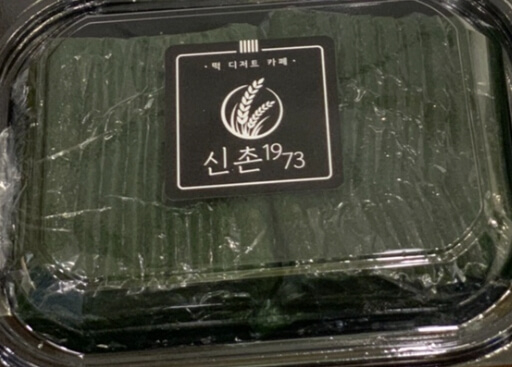 · 떡 디저트 카페 ·
신촌1973